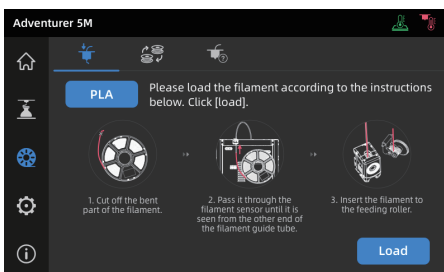 Adventurer 5M
PLA
Please load the filament according to the instructions
below. Click [load].
1. Cut off the bent
part of the filament.
2. Pass it through the
filament sensor until it is
seen from the other end of
the filament guide tube.
3. Insert the filament to
the feeding roller.
Load